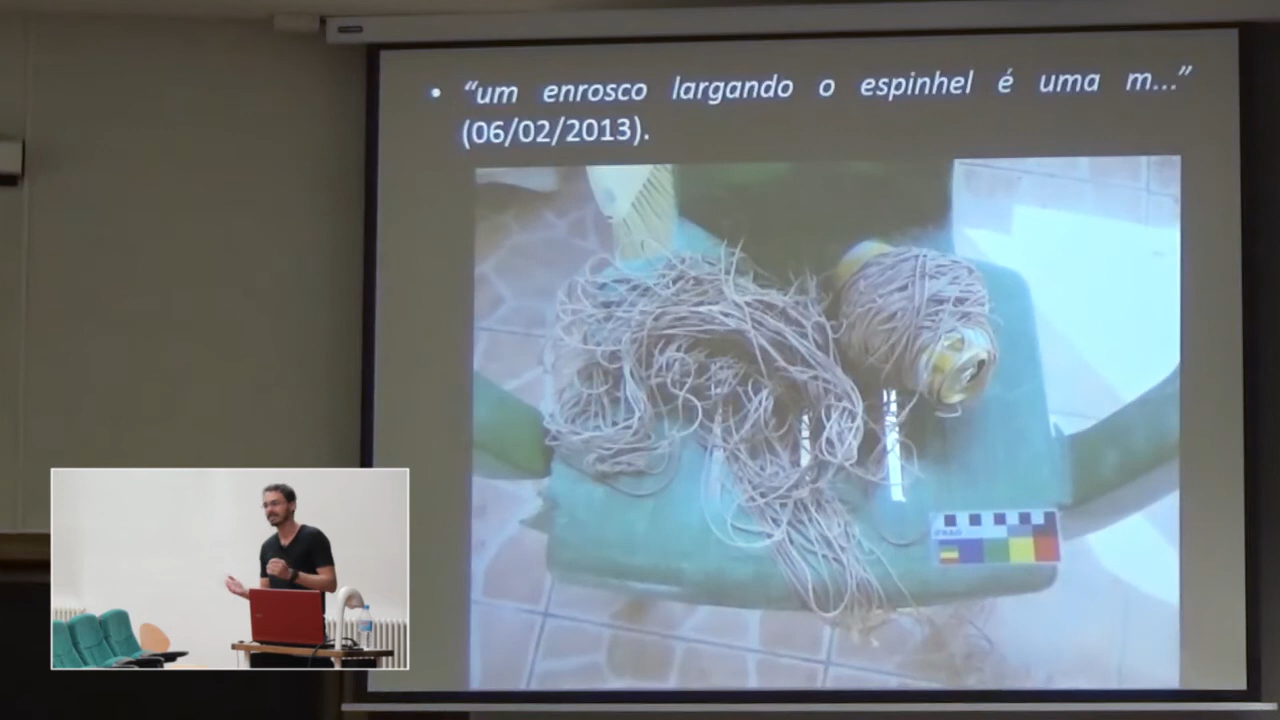 • “um enrosco largando o espinhel é uma m...”
(06/02/2013).